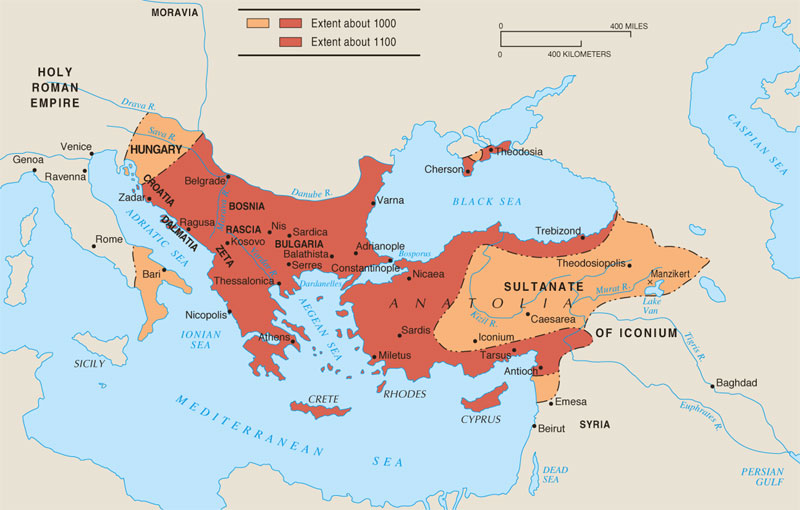 MORAVIA
Extent about 1000
Extent about 1100
0 400 MILES
0 400 KILOMETERS
HOLY
ROMAN
EMPIRE
Drava R.
Sava R.
HUNGARY
Venice
Genoa
Ravenna
CROATIA
Zadar
Belgrade
BOSNIA
Danube R.
DALMATIA
Ragusa
RASCIA
Nis
Sardica
Kosovo
BULGARIA
ZETA
Balathista
Serres
Adrianople
Varna
Constantinople
Bosporus
Rome
ADRIATIC SEA
Bari
Thessalonica
Dardanelles
Nicopolis
IONIAN
SEA
Athens
AEGEAN SEA
SICILY
CRETE
RHODES
CYPRUS
MEDITERRANEAN
SEA
Cherson
Theodosia
BLACK SEA
CASPIAN SEA
Trebizond
Theodosiopolis
Manzikert
Murat R.
Lake
Van
Nicaea
ANATOLIA
SULTANATE
OF ICONIUM
Kizil R.
Caesarea
Sardis
Iconium
Miletus
Tarsus
Antioch
Emesa
SYRIA
Beirut
DEAD
SEA
Tigris R.
Baghdad
Euphrates R.
PERSIAN
GULF